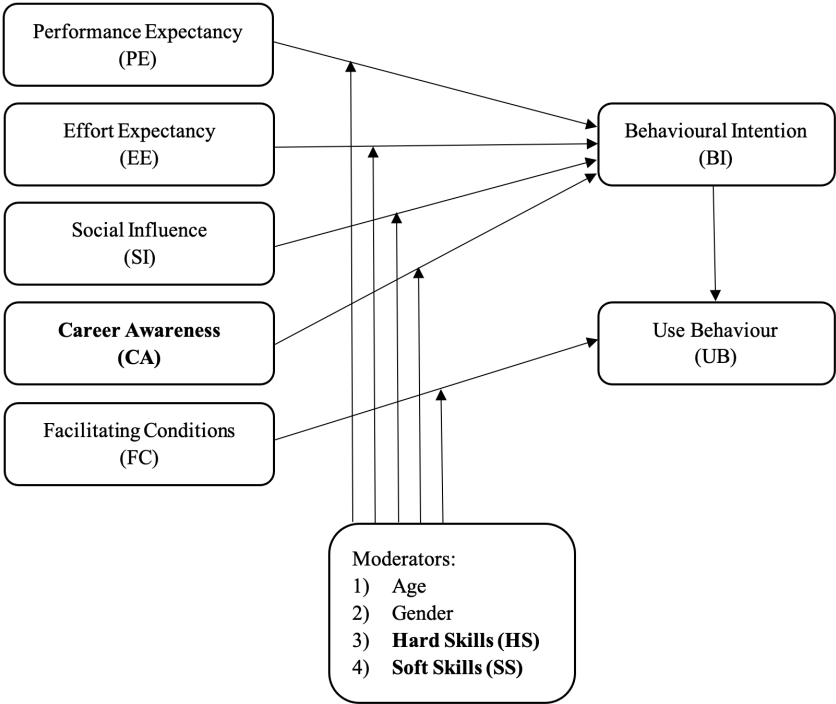 Performance Expectancy
(PE)
Effort Expectancy
(EE)
Social Influence
(SI)
Career Awareness
(CA)
Facilitating Conditions
(FC)
Behavioural Intention
(BI)
Use Behaviour
(UB)
Moderators:
1) Age
2) Gender
3) Hard Skills (HS)
4) Soft Skills (SS)